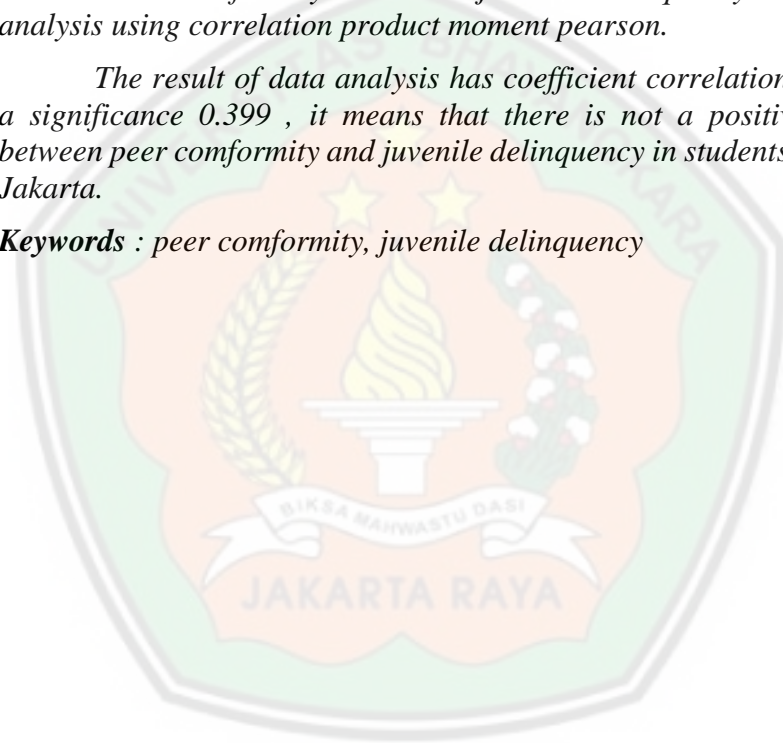 analysis using correlation product moment pearson.
The result of data analysis has coefficient correlation
a significance 0.399 , it means that there is not a
between peer comformity and juvenile delinquency in students
Jakarta.
Keywords : peer comformity, juvenile delinquency
UNIVERSITAS BHAYANGKARA
BIKSA MAHWASTU DASI
JAKARTA RAYA